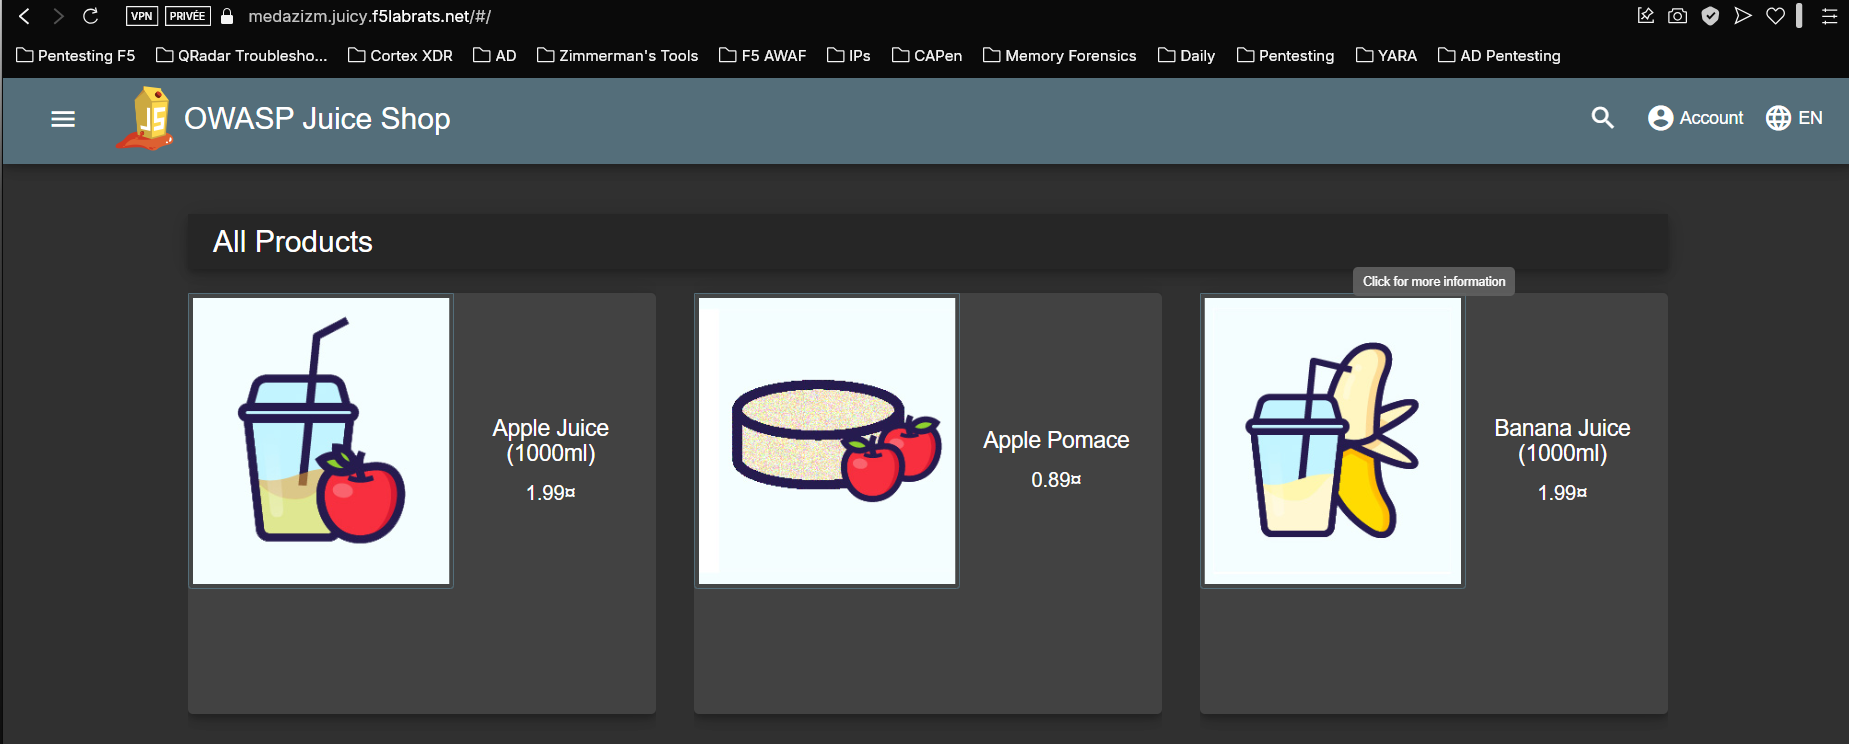 VPN PRIVÉE medazizm.juicy.f5labrats.net/#/
Pentesting F5 QRadar Troublesho... Cortex XDR AD Zimmerman's Tools F5 AWAF IPs CAPen Memory Forensics Daily Pentesting YARA AD Pentesting
JS OWASP Juice Shop Account EN
All Products
Click for more information
Apple Juice
(1000ml)
1.99¤
Apple Pomace
0.89¤
Banana Juice
(1000ml)
1.99¤